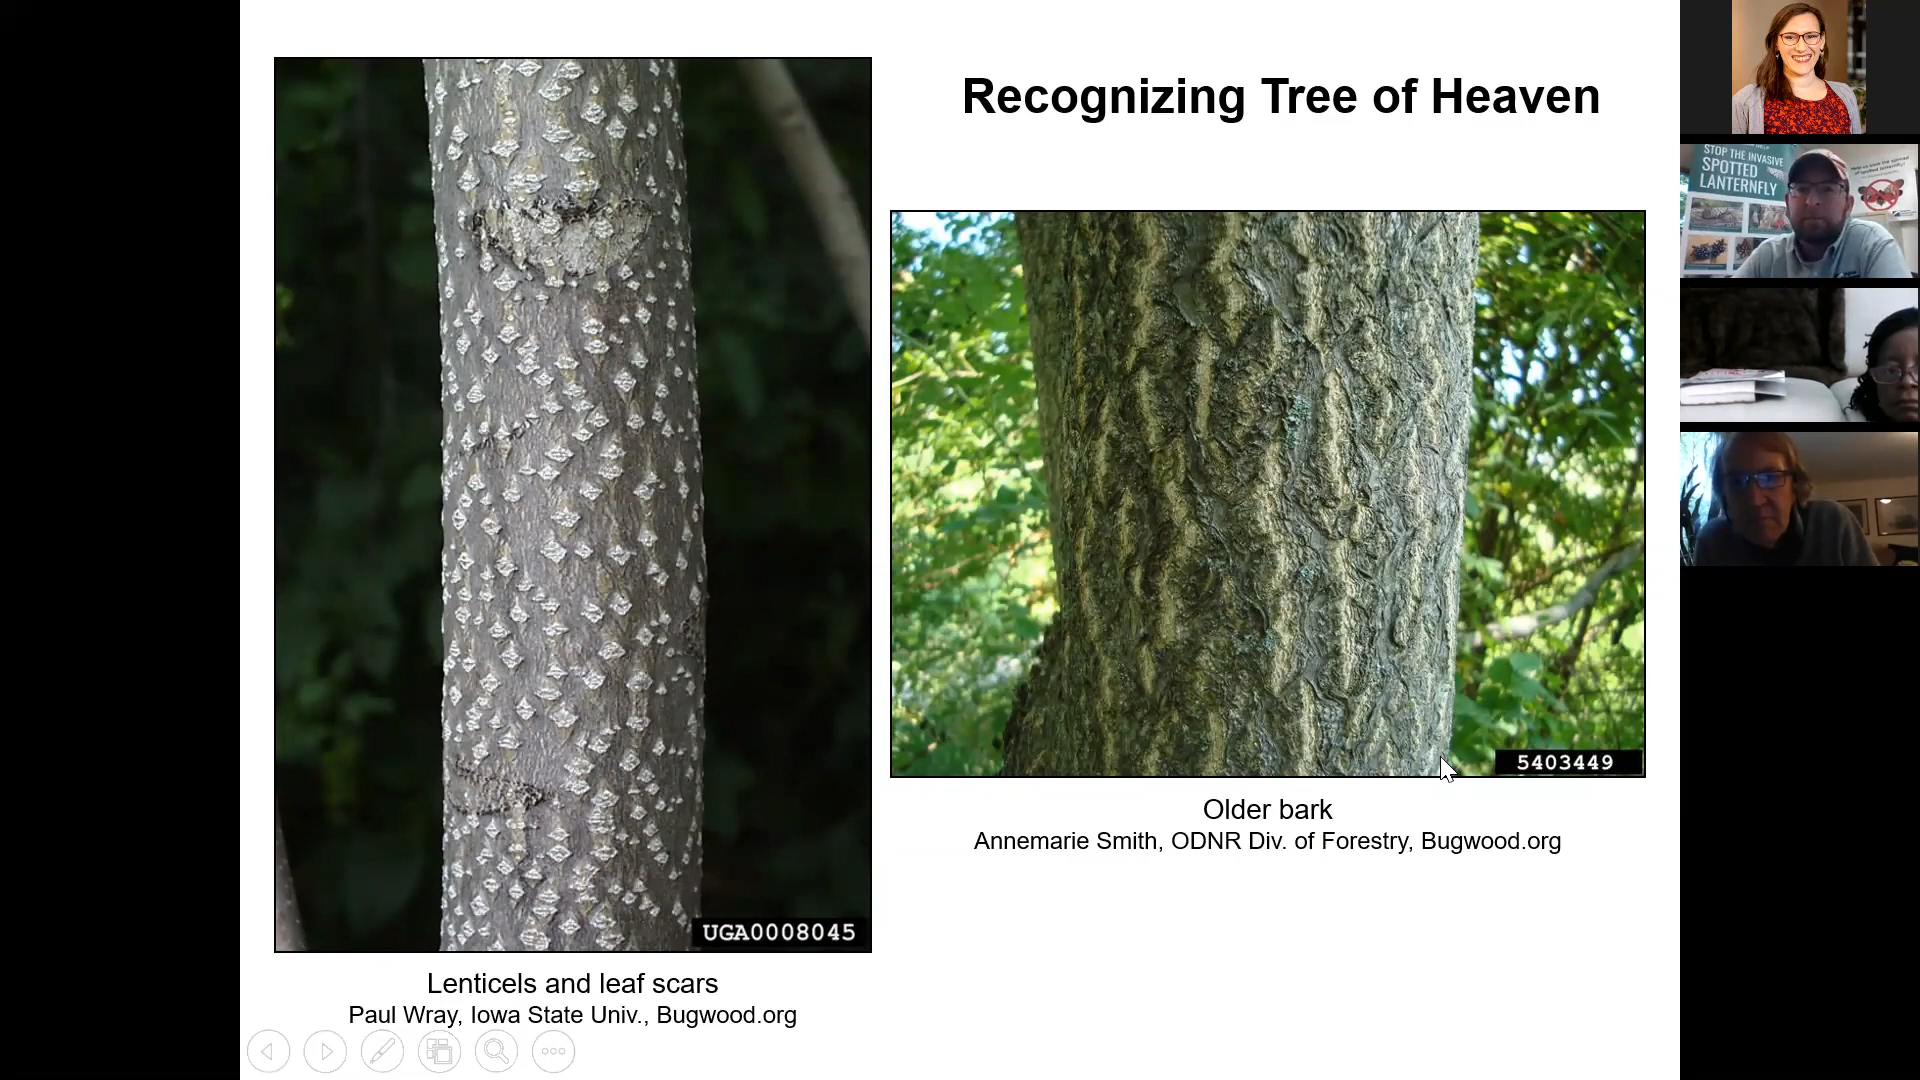 Recognizing Tree of Heaven
UGA0008045
Lenticels and leaf scars
Paul Wray, Iowa State Univ., Bugwood.org
5403449
Older bark
Annemarie Smith, ODNR Div. of Forestry, Bugwood.org
STOP THE INVASIVE
SPOTTED
LANTERNFLY